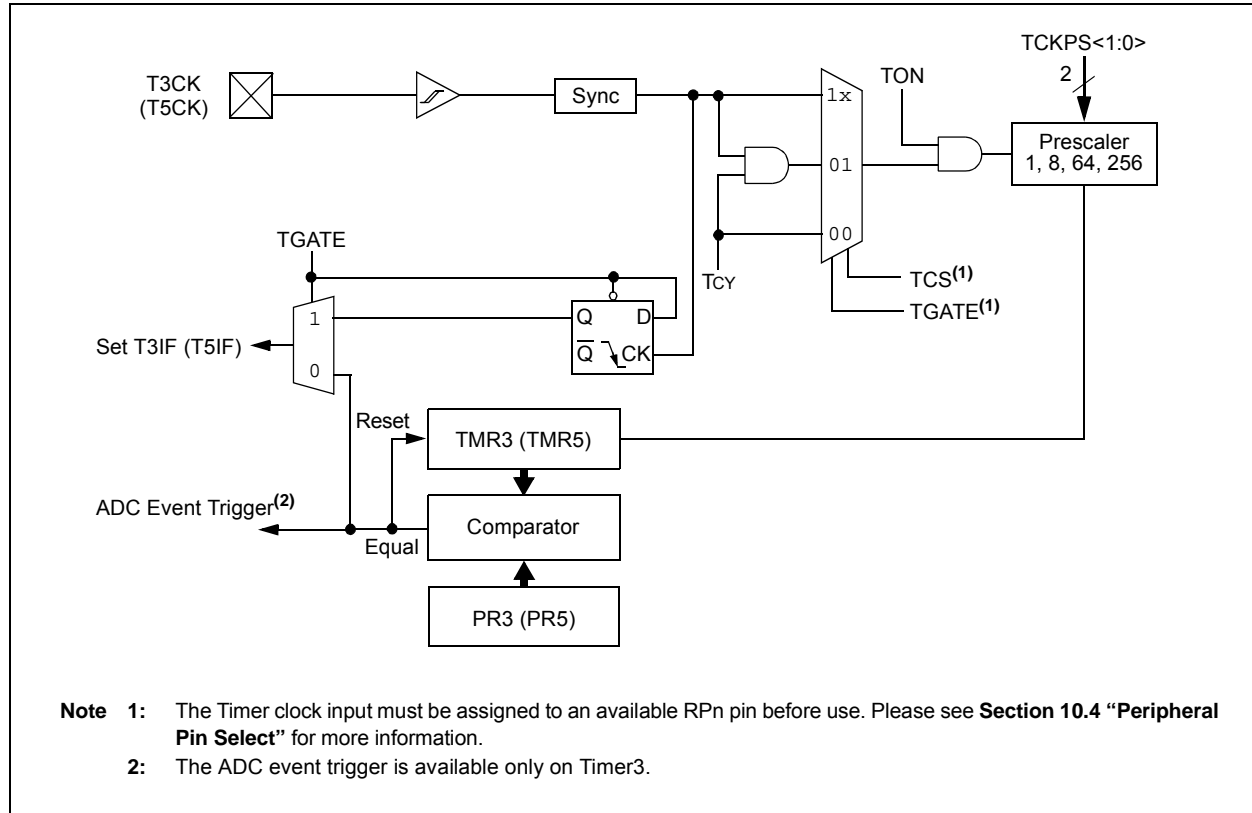 TCKPS<1:0>
2
TON
T3CK
(T5CK)
Sync
1x
Prescaler
1, 8, 64, 256
01
00
TGATE
TCY
TCS(1)
TGATE(1)
1
Q D
Set T3IF (T5IF)
Q CK
0
Reset
TMR3 (TMR5)
ADC Event Trigger(2)
Comparator
Equal
PR3 (PR5)
Note 1: The Timer clock input must be assigned to an available RPn pin before use. Please see Section 10.4 “Peripheral
Pin Select” for more information.
2: The ADC event trigger is available only on Timer3.